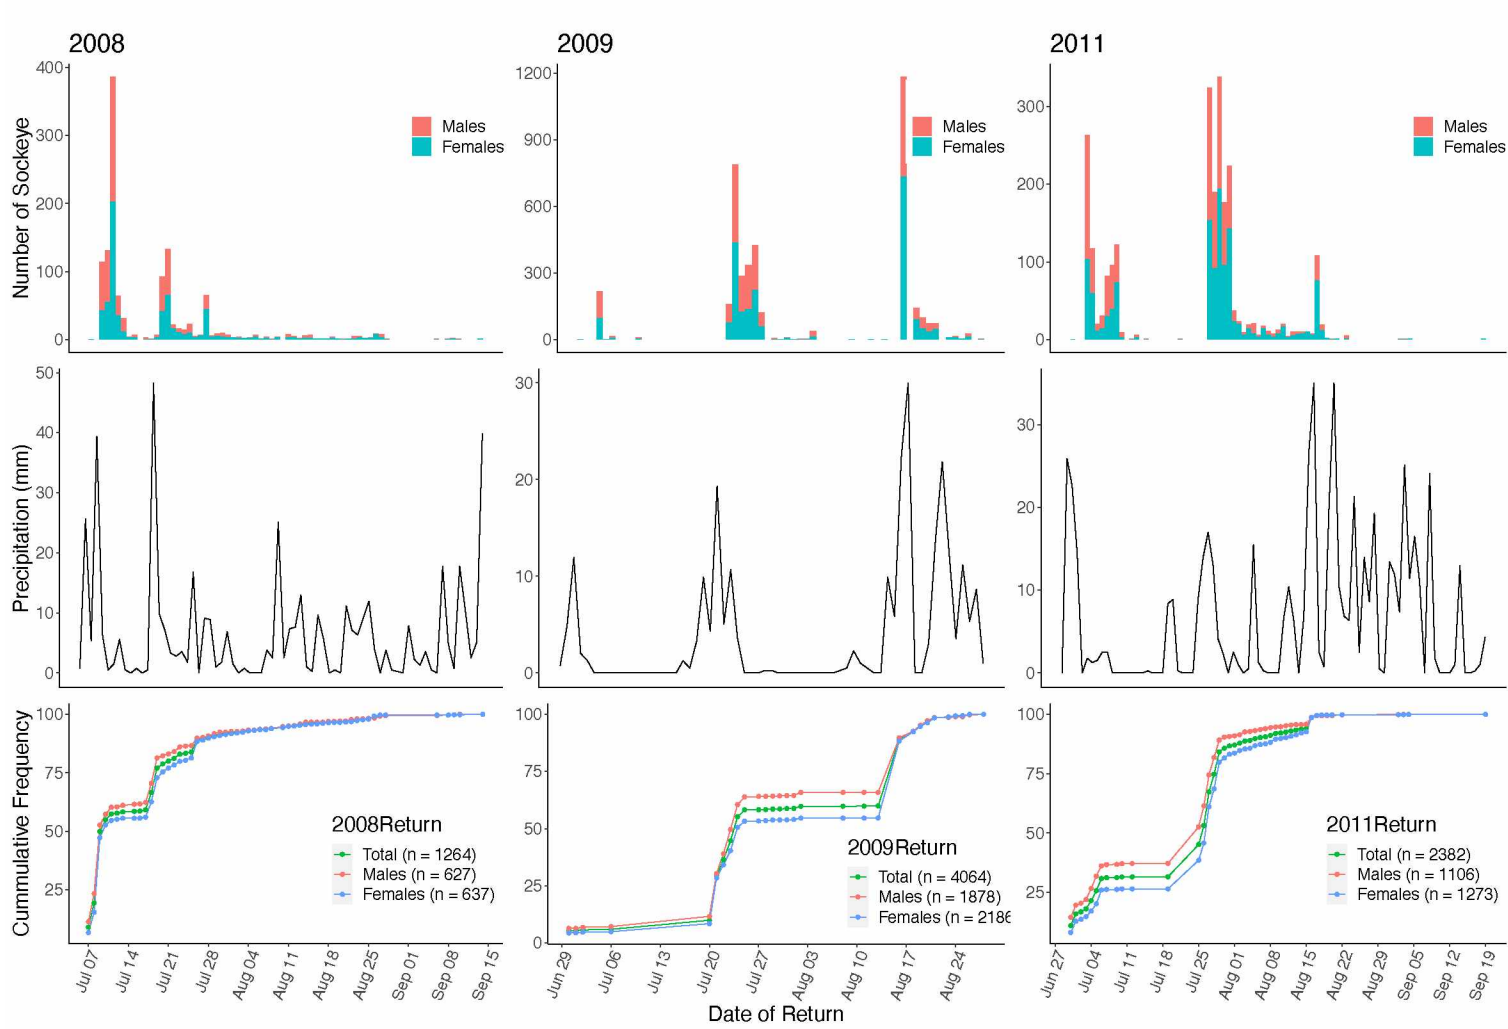 2008
2009
2011
Number of Sockeye
400
300
200
100
0
Males
Females
1200
900
600
300
0
Males
Females
300
200
100
0
Males
Females
Precipitation (mm)
50
40
30
20
10
0
30
20
10
0
30
20
10
0
Cummulative Frequency
100
75
50
25
2008Return
Total (n = 1264)
Males (n = 627)
Females (n = 637)
100
75
50
25
0
2009Return
Total (n = 4064)
Males (n = 1878)
Females (n = 2186
100
75
50
25
2011Return
Total (n = 2382)
Males (n = 1106)
Females (n = 1273)
Jul 07
Jul 14
Jul 21
Jul 28
Aug 04
Aug 11
Aug 18
Aug 25
Sep 01
Sep 08
Sep 15
Jun 29
Jul 06
Jul 13
Jul 20
Jul 27
Aug 03
Aug 10
Aug 17
Aug 24
Jun 27
Jul 04
Jul 11
Jul 18
Jul 25
Aug 01
Aug 08
Aug 15
Aug 22
Aug 29
Sep 05
Sep 12
Sep 19
Date of Return